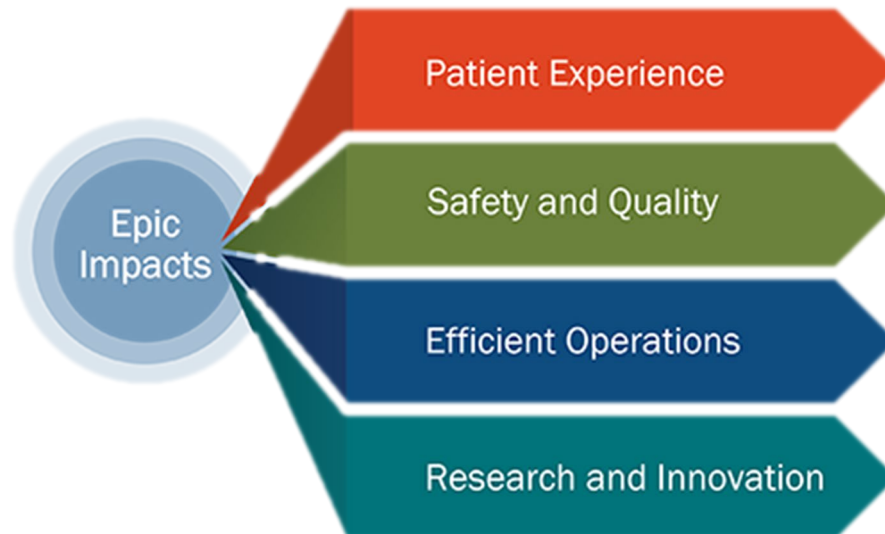 Epic
Impacts
Patient Experience
Safety and Quality
Efficient Operations
Research and Innovation